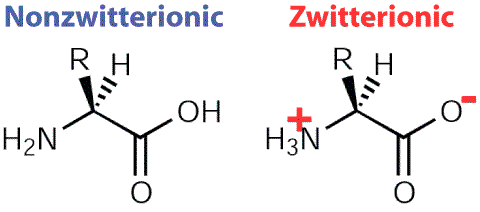 Nonzwitterionic Zwitterionic
R H R H
OH O-
H2N +H3N
O O